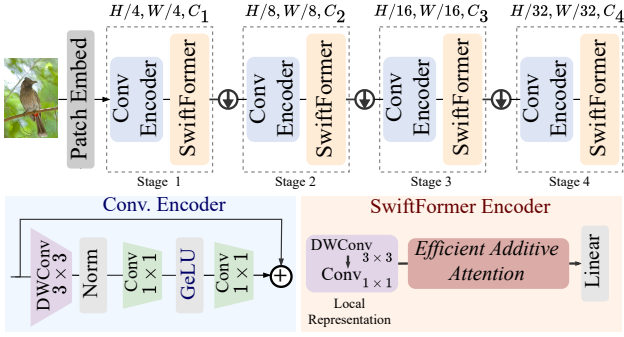 H/4, W/4, C1
H/8, W/8, C2
H/16, W/16, C3
H/32, W/32, C4
Patch Embed
Conv
Encoder
SwiftFormer
Conv
Encoder
SwiftFormer
Conv
Encoder
SwiftFormer
Conv
Encoder
SwiftFormer
Stage 1
Stage 2
Stage 3
Stage 4
Conv. Encoder
DWConv
3 × 3
Norm
Conv
1 × 1
GeLU
Conv
1 × 1
SwiftFormer Encoder
DWConv
3 × 3
Conv
1 × 1
Local
Representation
Efficient Additive
Attention
Linear